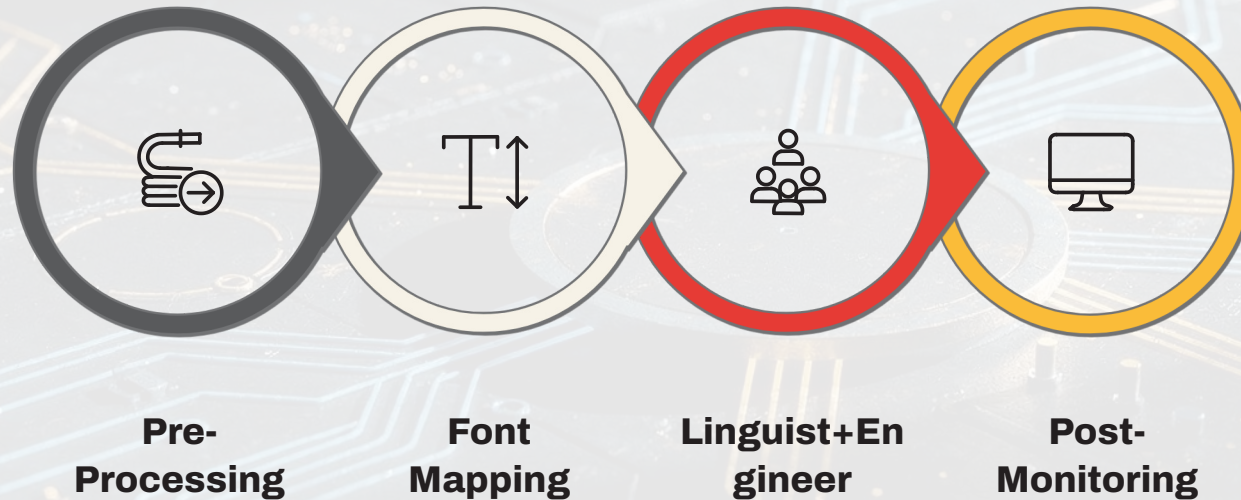 Pre-
Processing
Font
Mapping
Linguist+En
gineer
Post-
Monitoring